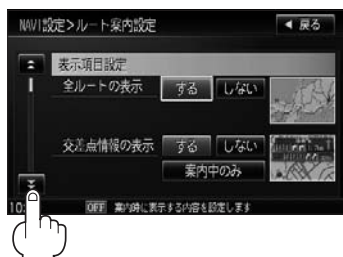 NAVI設定>ルート案内設定
戻る
表示項目設定
全ルートの表示 する しない
交差点情報の表示 する しない
案内中のみ
10:
OFF 案内時に表示する内容を設定します